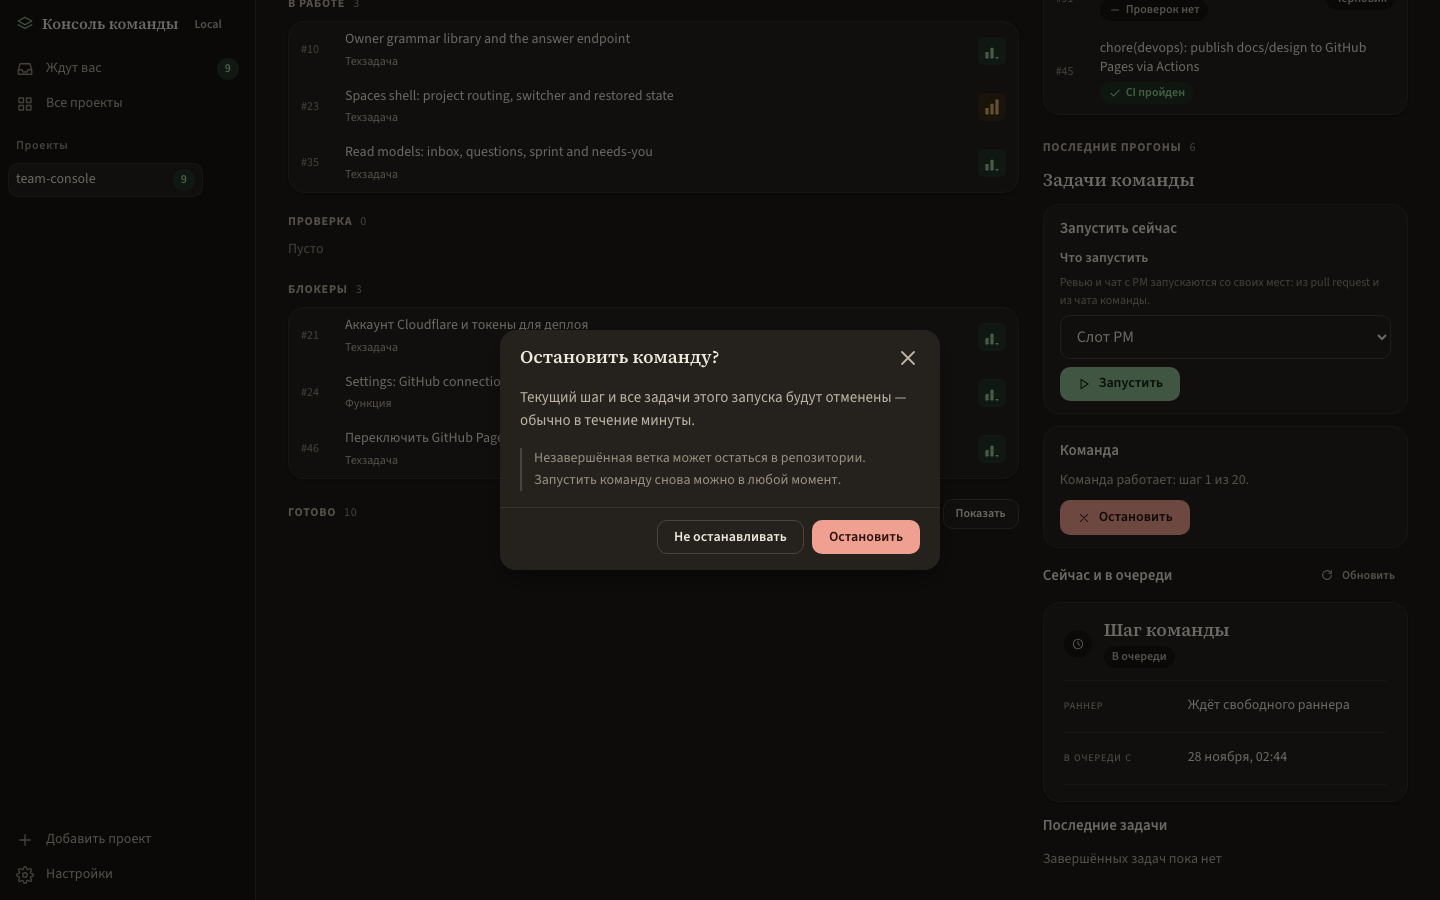 Консоль команды Local
Ждут вас 9
Все проекты
Проекты
team-console 9
Добавить проект
Настройки
В РАБОТЕ 3
#10 Owner grammar library and the answer endpoint
Техзадача
#23 Spaces shell: project routing, switcher and restored state
Техзадача
#35 Read models: inbox, questions, sprint and needs-you
Техзадача
ПРОВЕРКА 0
Пусто
БЛОКЕРЫ 3
#21 Аккаунт Cloudflare и токены для деплоя
Техзадача
#24 Settings: GitHub
Функция
#46 Переключить GitHub
Техзадача
ГОТОВО 10
Показать
Остановить команду?
Текущий шаг и все задачи этого запуска будут отменены —
обычно в течение минуты.
Незавершённая ветка может остаться в репозитории.
Запустить команду снова можно в любой момент.
Не останавливать
Остановить
Проверок нет
chore(devops): publish docs/design to GitHub
#45 Pages via Actions
CI пройден
ПОСЛЕДНИЕ ПРОГОНЫ 6
Задачи команды
Запустить сейчас
Что запустить
Ревью и чат с PM запускаются со своих мест: из pull request и
из чата команды.
Слот PM
Запустить
Команда
Команда работает: шаг 1 из 20.
Остановить
Сейчас и в очереди
Обновить
Шаг команды
В очереди
РАННЕР Ждёт свободного раннера
В ОЧЕРЕДИ С 28 ноября, 02:44
Последние задачи
Завершённых задач пока нет